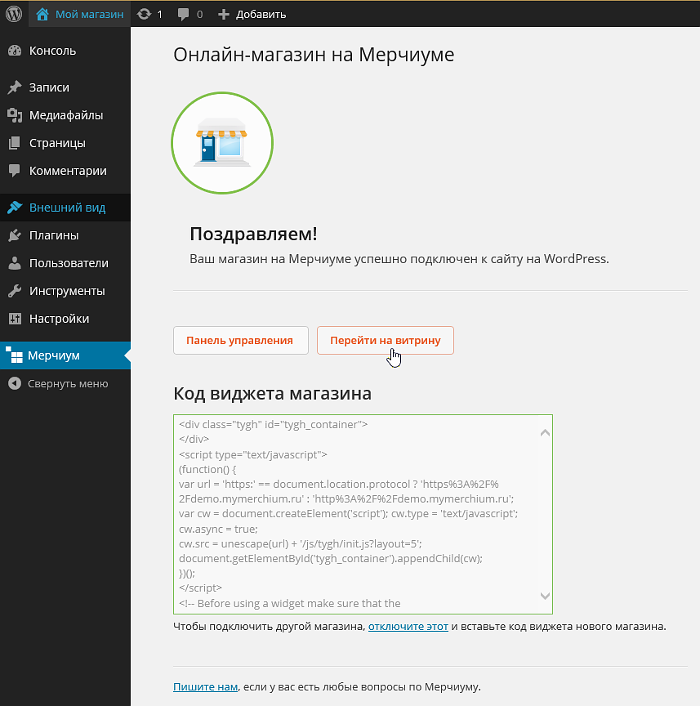 Мой магазин 1 0 Добавить
Консоль
Записи
Медиафайлы
Страницы
Комментарии
Внешний вид
Плагины
Пользователи
Инструменты
Настройки
Мерчиум
Свернуть меню
Онлайн-магазин на Мерчиуме
Поздравляем!
Ваш магазин на Мерчиуме успешно подключен к сайту на WordPress.
Панель управления Перейти на витрину
Код виджета магазина
<div class="tygh" id="tygh_container">
</div>
<script type="text/javascript">
(function() {
var url = 'https:' == document.location.protocol ? 'https%3A%2F%
2Fdemo.mymerchium.ru' : 'http%3A%2F%2Fdemo.mymerchium.ru';
var cw = document.createElement('script'); cw.type = 'text/javascript';
cw.async = true;
cw.src = unescape(url) + '/js/tygh/init.js?layout=5';
document.getElementById('tygh_container').appendChild(cw);
})();
</script>
<!-- Before using a widget make sure that the
Чтобы подключить другой магазина, отключите этот и вставьте код виджета нового магазина.
Пишите нам, если у вас есть любые вопросы по Мерчиуму.